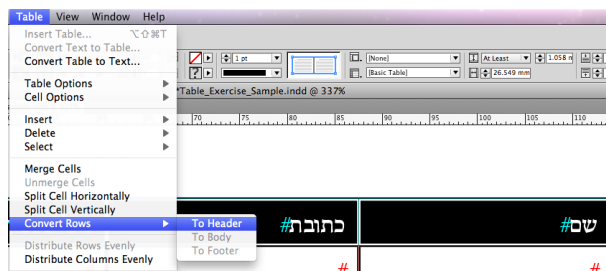 Table View Window Help
Insert Table... ⌥⇧⌘T
Convert Text to Table...
Convert Table to Text...
Table Options
Cell Options
Insert
Delete
Select
Merge Cells
Unmerge Cells
Split Cell Horizontally
Split Cell Vertically
Convert Rows
Distribute Rows Evenly
Distribute Columns Evenly
To Header
To Body
To Footer
1 pt
[None]
At Least
[Basic Table]
26.549 mm
*Table_Exercise_Sample.indd @ 337%
70 75 80 85 90 95 100 105 110
שם#
כתובת#
#
#